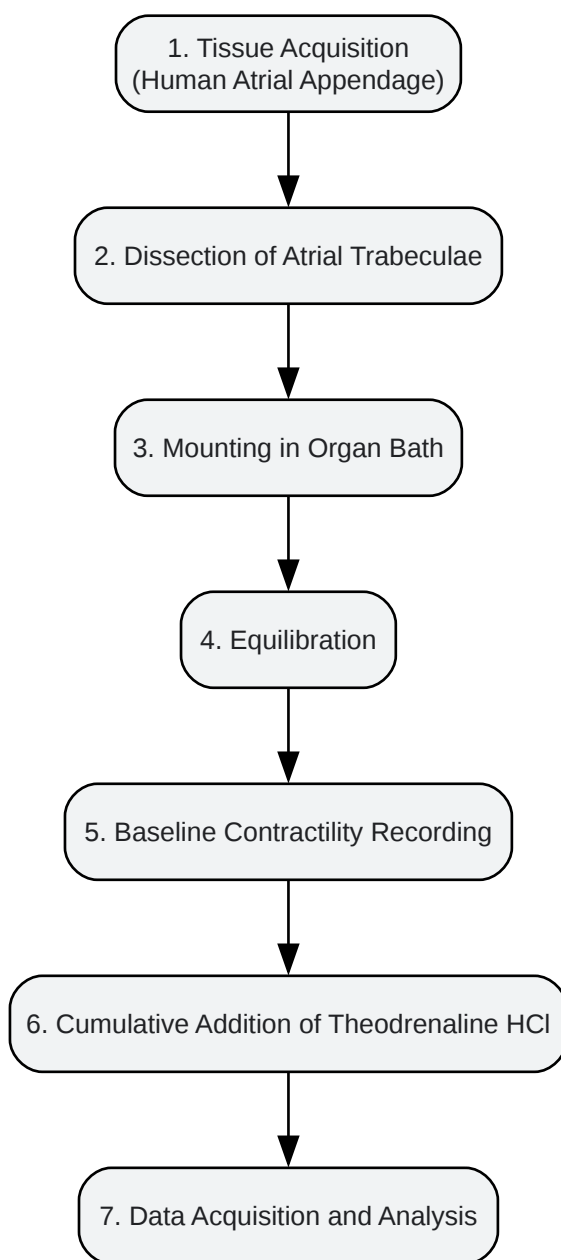 1. Tissue Acquisition
(Human Atrial Appendage)
2. Dissection of Atrial Trabeculae
3. Mounting in Organ Bath
4. Equilibration
5. Baseline Contractility Recording
6. Cumulative Addition of Theodrenaline HCl
7. Data Acquisition and Analysis